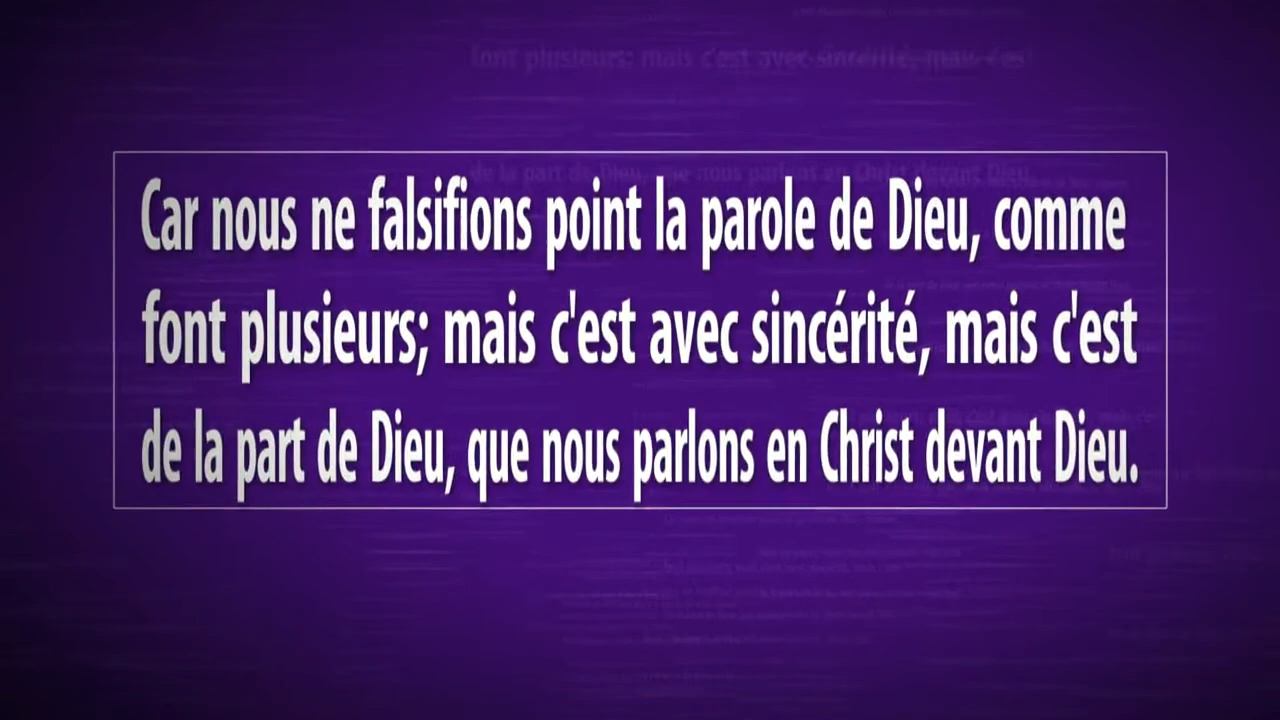 Car nous ne falsifions point la parole de Dieu, comme
font plusieurs; mais c'est avec sincérité, mais c'est
de la part de Dieu, que nous parlons en Christ devant Dieu.